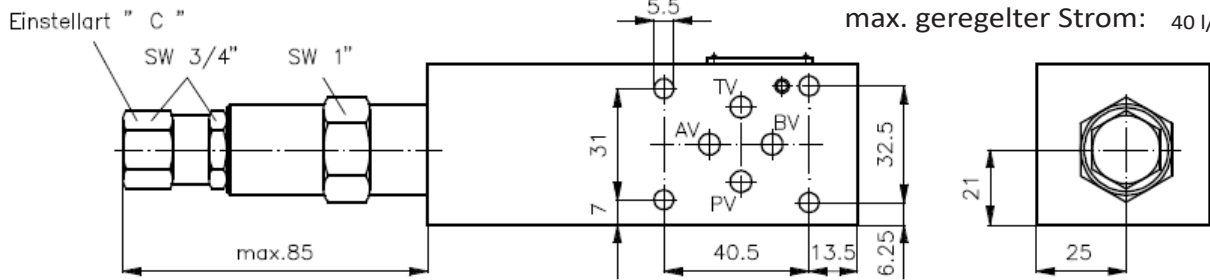 5.5
max. geregelter Strom: 40 l/
Einstellart " C "
SW 3/4"
SW 1"
TV
AV
BV
PV
31
7
32.5
6.25
21
max.85
40.5
13.5
25